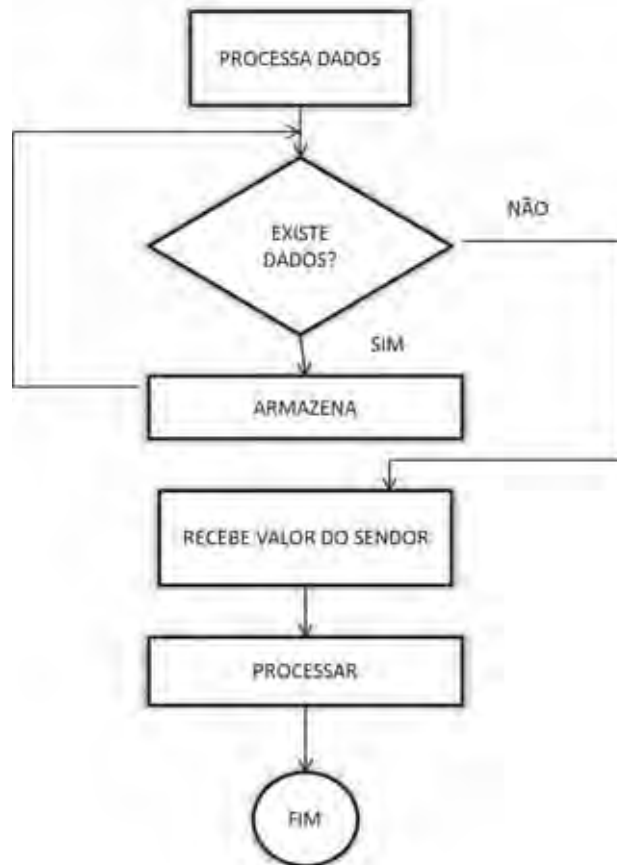 PROCESSA DADOS
NÃO
EXISTE
DADOS?
SIM
ARMAZENA
RECEBE VALOR DO SENDOR
PROCESSAR
FIM